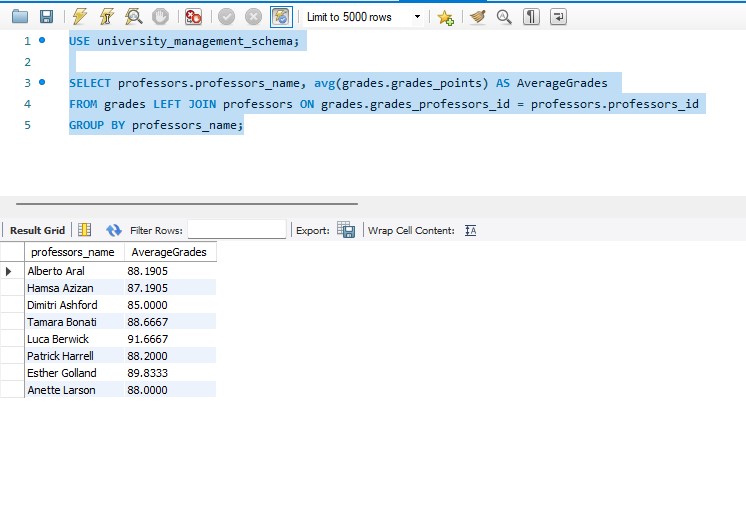 Limit to 5000 rows
1 USE university_management_schema;
2
3 SELECT professors.professors_name, avg(grades.grades_points) AS AverageGrades
4 FROM grades LEFT JOIN professors ON grades.grades_professors_id = professors.professors_id
5 GROUP BY professors_name;
Result Grid Filter Rows: Export: Wrap Cell Content: IA
professors_name AverageGrades
Alberto Aral 88.1905
Hamsa Azizan 87.1905
Dimitri Ashford 85.0000
Tamara Bonati 88.6667
Luca Berwick 91.6667
Patrick Harrell 88.2000
Esther Golland 89.8333
Anette Larson 88.0000